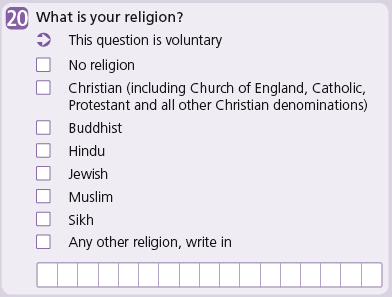 20 What is your religion?
This question is voluntary
No religion
Christian (including Church of England, Catholic,
Protestant and all other Christian denominations)
Buddhist
Hindu
Jewish
Muslim
Sikh
Any other religion, write in